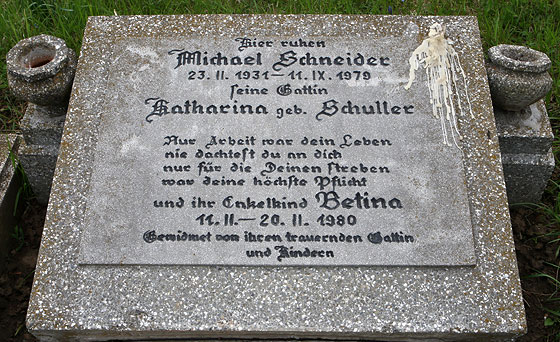 Hier ruhen
Michael Schneider
23. II. 1931 – 11. IX. 1979
seine Gattin
Katharina geb. Schuller
Nur Arbeit war dein Leben
nie dachtest du an dich
nur für die Deinen streben
war deine höchste Pflicht
und ihr Enkelkind Betina
11. II. – 20. II. 1980
Gewidmet von ihren trauernden Gattin
und Kindern